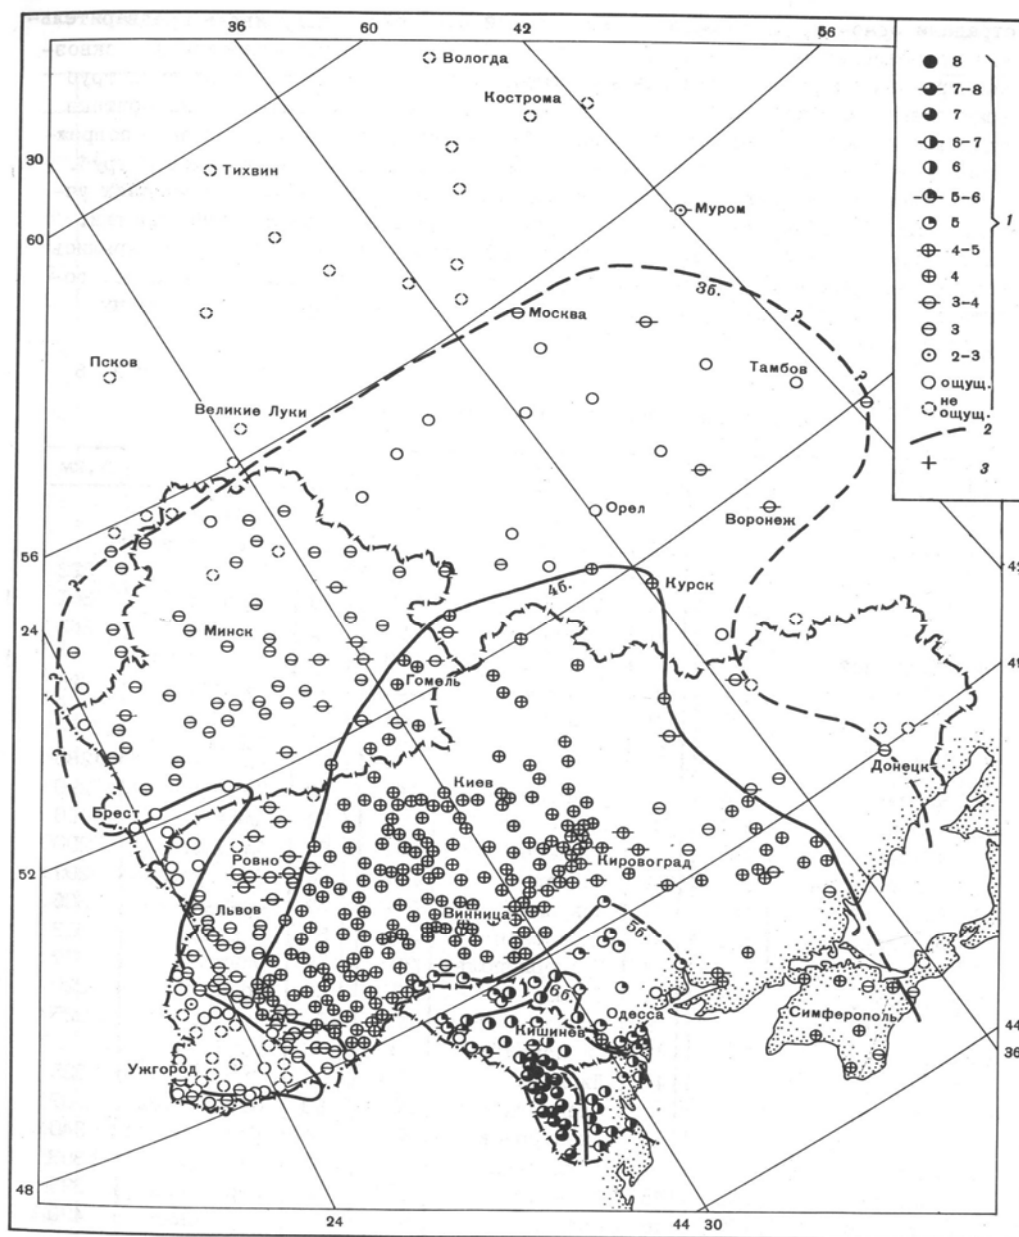 36
60
42
56
Вологда
Кострома
30
Тихвин
60
Муром
3б.
?
Москва
Псков
?
Тамбов
Великие Луки
Орел
Воронеж
56
4б.
Курск
?
24
Минск
Гомель
?
?
Донецк
Киев
Брест
Ровно
Кировоград
52
Львов
Винница
5б.
6б.
Одесса
Кишинев
Симферополь
44
36
Ужгород
48
24
44
30
8
7-8
7
6-7
6
5-6
5
4-5
4
3-4
3
2-3
ощущ.
не ощущ.
1
2
3